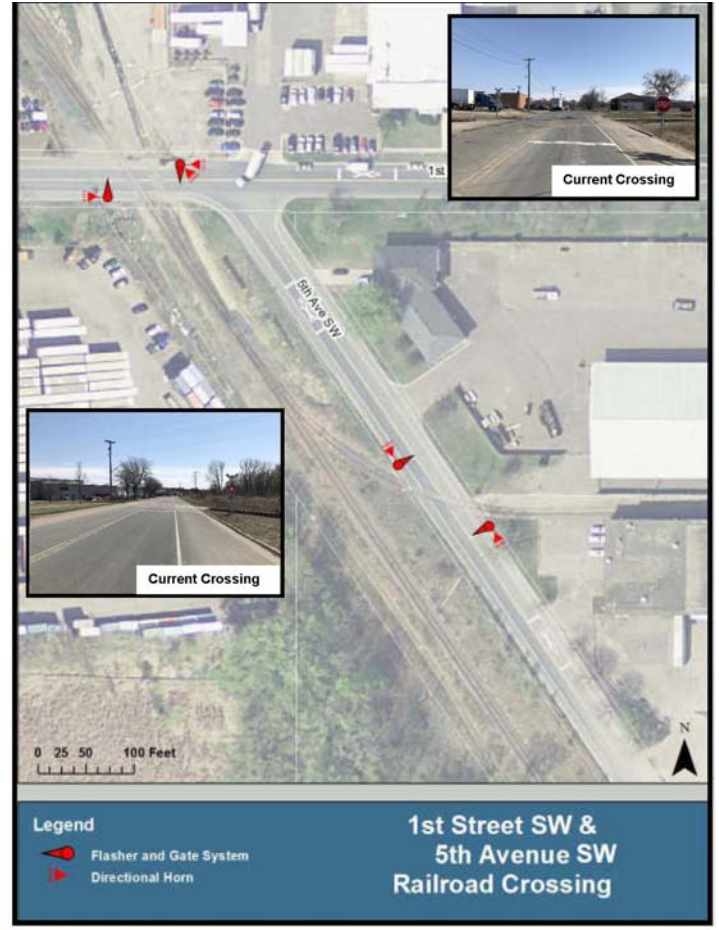 STOP
Current Crossing
1st
5th Ave SW
Current Crossing
0 25 50 100 Feet
N
Legend
Flasher and Gate System
Directional Horn
1st Street SW &
5th Avenue SW
Railroad Crossing